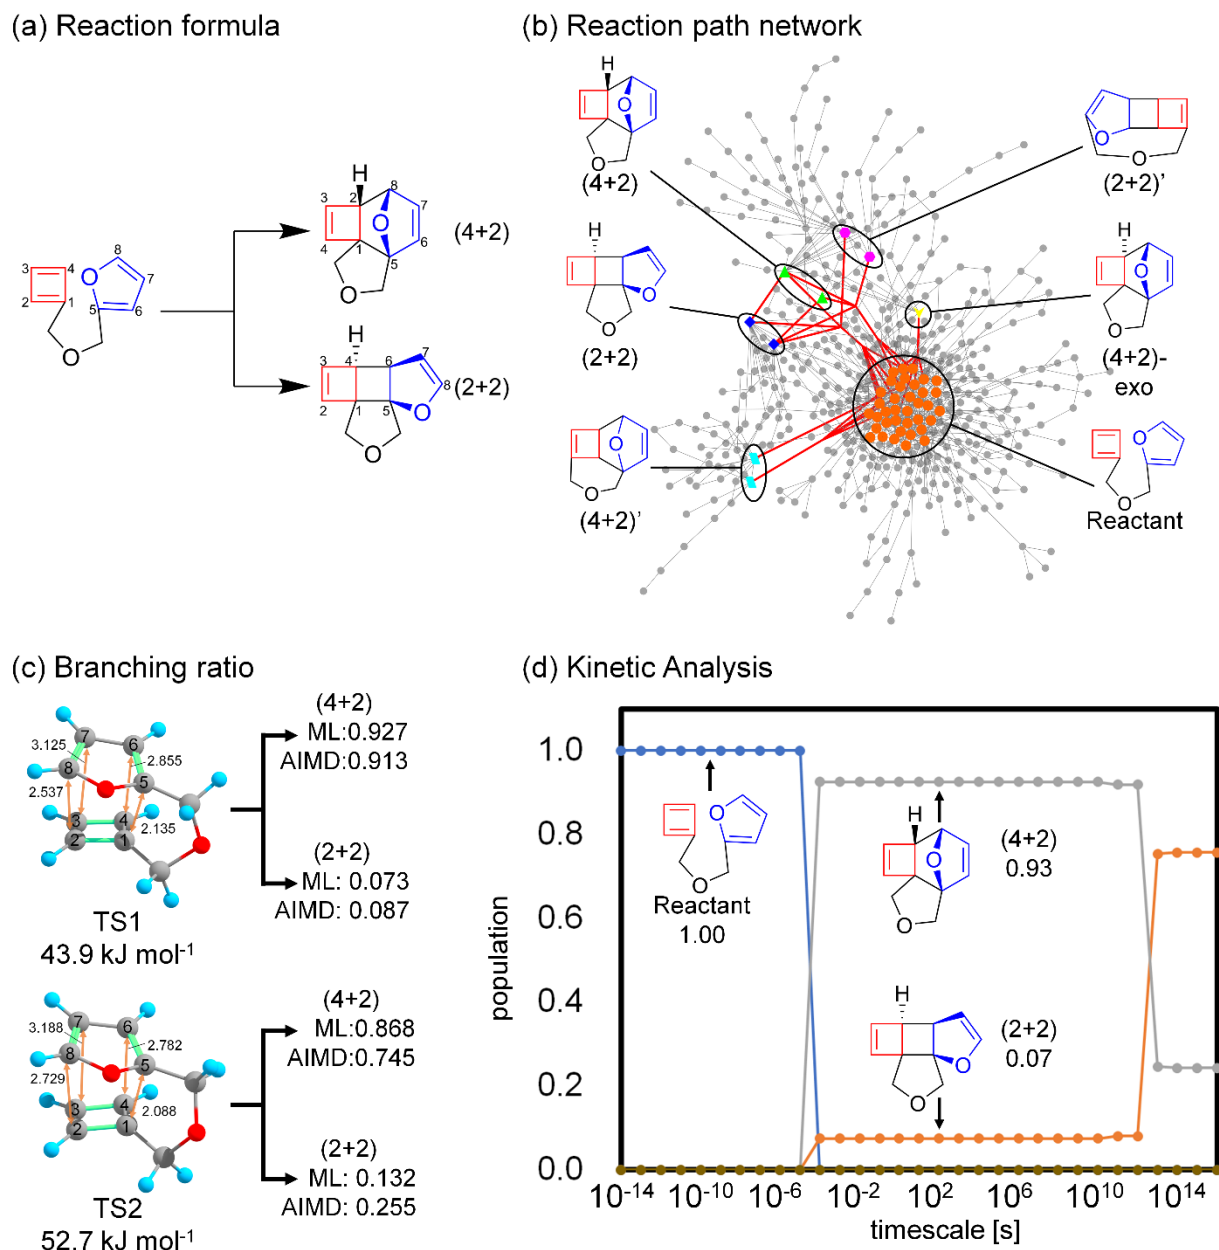 (a) Reaction formula
3
4
2
1
O
O
8
7
6
5
H
3
2
8
7
O
4
1
6
5
O
(4+2)
H
3
4
6
7
8
2
1
5
O
O
(2+2)
(b) Reaction path network
H
O
O
(4+2)
H
O
O
(2+2)
O
O
(4+2)’
O
O
(2+2)’
H
O
O
(4+2)-
exo
O
O
Reactant
(c) Branching ratio
7
6
3.125
2.855
8
5
2.537
3
4
2.135
2
1
TS1
43.9 kJ mol-1
(4+2)
ML:0.927
AIMD:0.913
(2+2)
ML: 0.073
AIMD: 0.087
7
6
3.188
2.782
8
5
2.729
3
4
2.088
2
1
TS2
52.7 kJ mol-1
(4+2)
ML:0.868
AIMD:0.745
(2+2)
ML: 0.132
AIMD: 0.255
(d) Kinetic Analysis
population
1.0
0.8
0.6
0.4
0.2
0.0
O
O
Reactant
1.00
H
O
O
(4+2)
0.93
H
O
O
(2+2)
0.07
10-14 10-10 10-6 10-2 102 106 1010 1014
timescale [s]